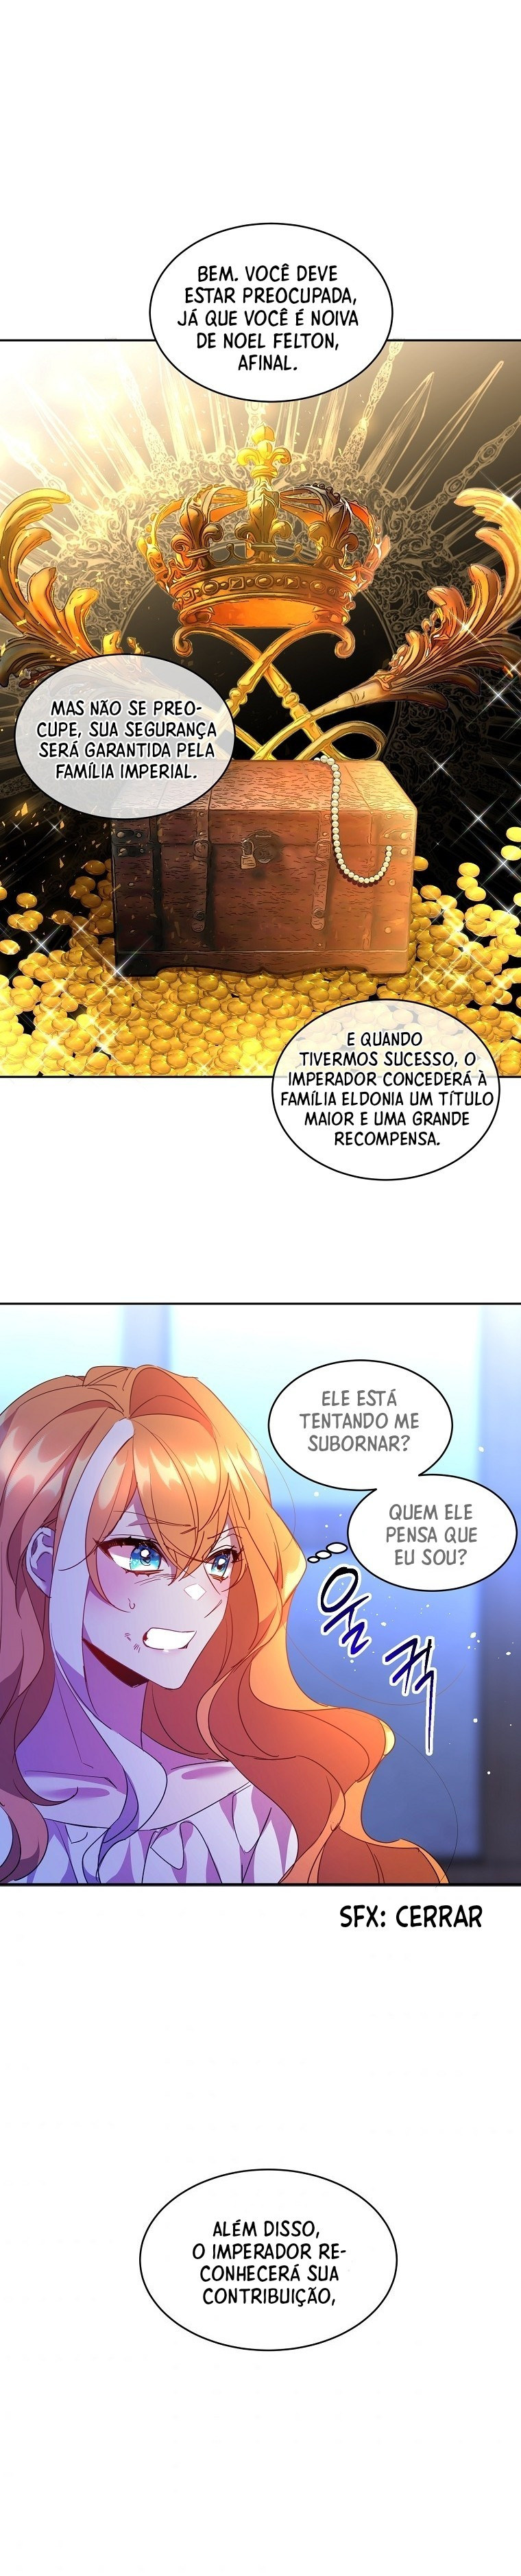 BEM. VOCÊ DEVE
ESTAR PREOCUPADA,
JÁ QUE VOCÊ É NOIVA
DE NOEL FELTON,
AFINAL.
MAS NÃO SE PREO-
CUPE, SUA SEGURANÇA
SERÁ GARANTIDA PELA
FAMÍLIA IMPERIAL.
E QUANDO
TIVERMOS SUCESSO, O
IMPERADOR CONCEDERÁ À
FAMÍLIA ELDONIA UM TÍTULO
MAIOR E UMA GRANDE
RECOMPENSA.
ELE ESTÁ
TENTANDO ME
SUBORNAR?
QUEM ELE
PENSA QUE
EU SOU?
으득
SFX: CERRAR
ALÉM DISSO,
O IMPERADOR RE-
CONHECERÁ SUA
CONTRIBUIÇÃO,